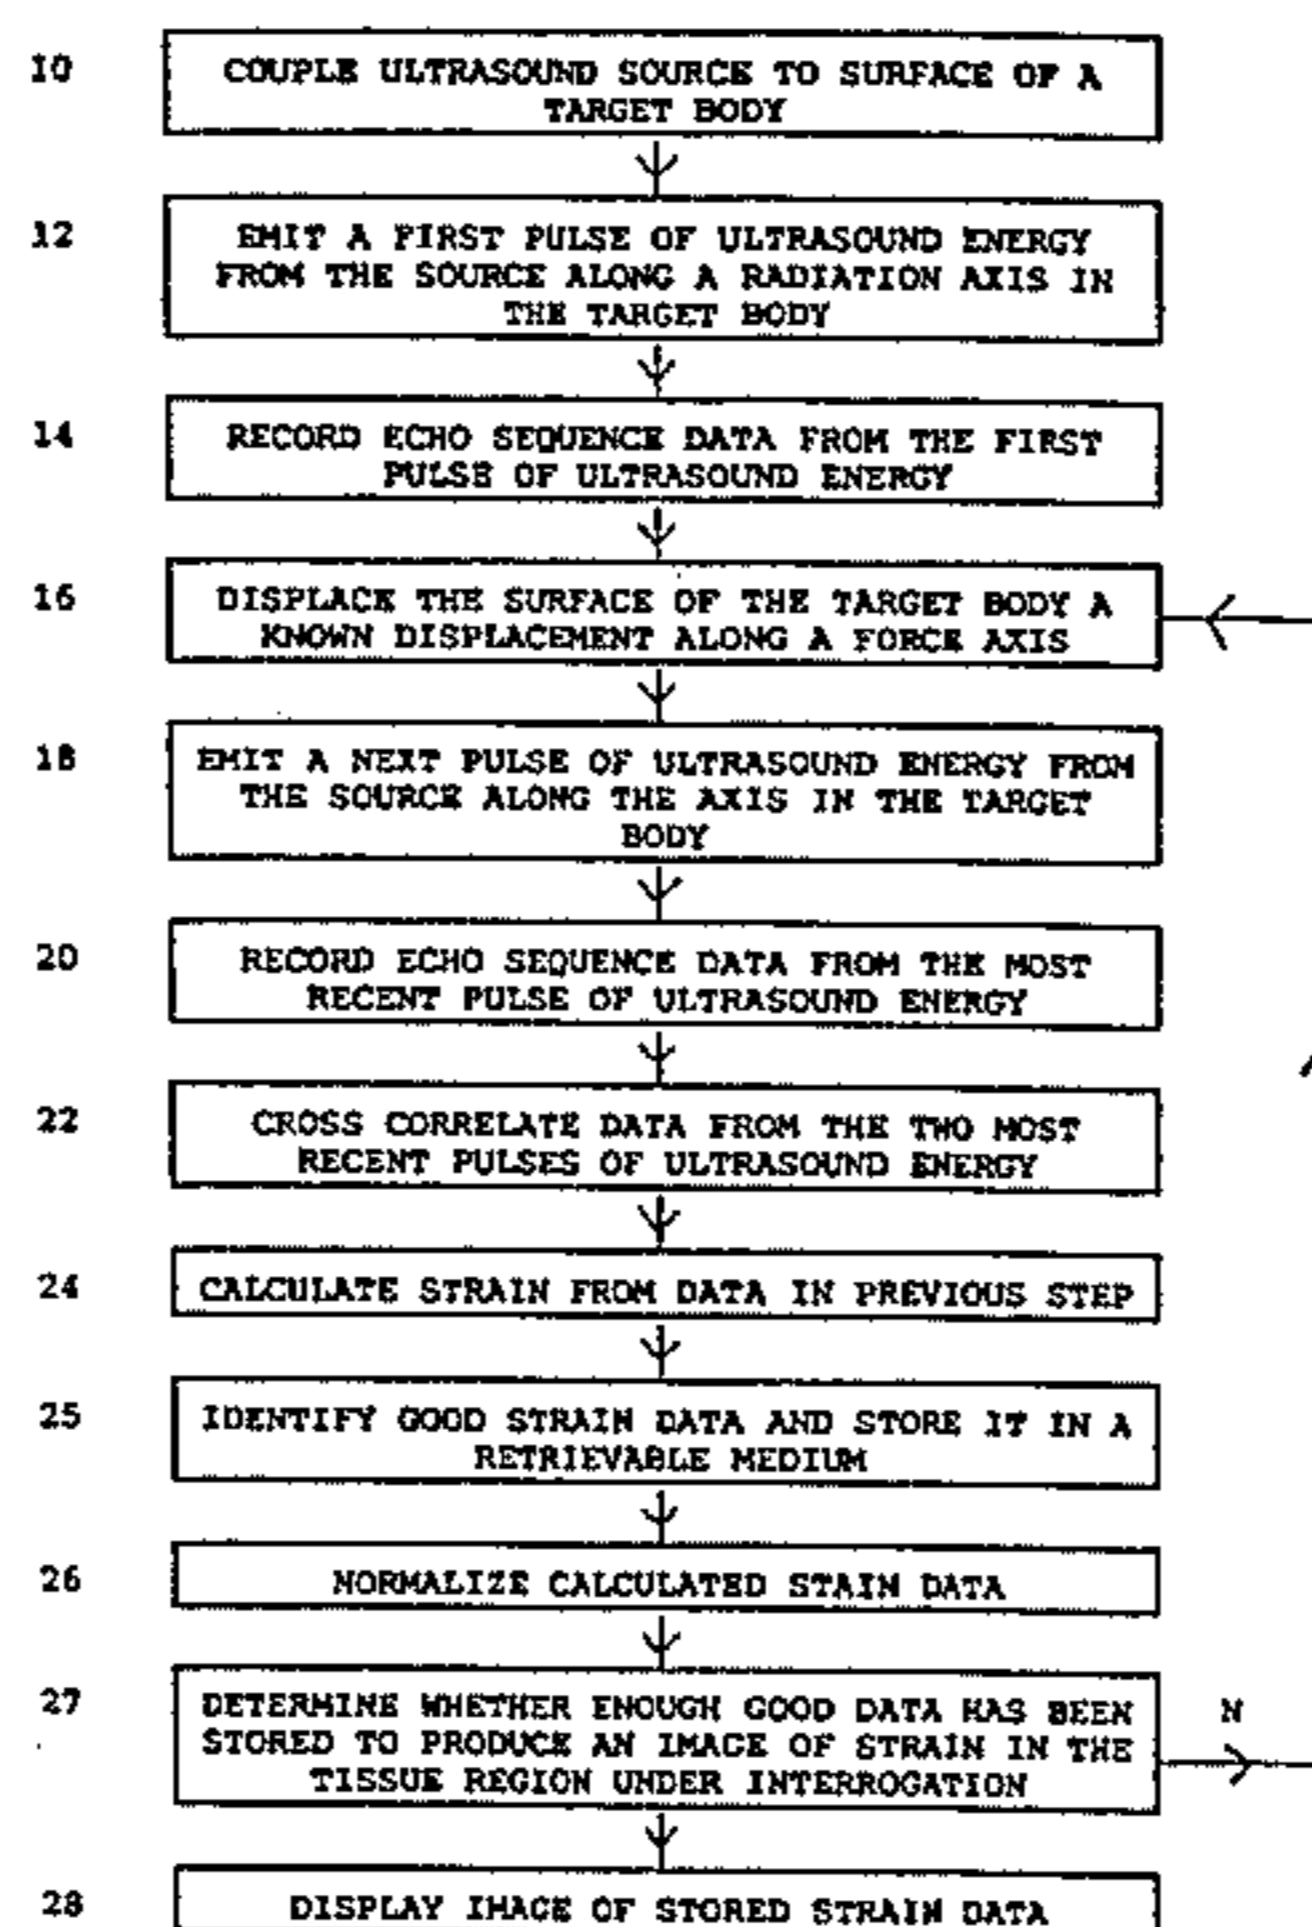 10
COUPLE ULTRASOUND SOURCE TO SURFACE OF A
TARGET BODY
12
EMIT A FIRST PULSE OF ULTRASOUND ENERGY
FROM THE SOURCE ALONG A RADIATION AXIS IN
THE TARGET BODY
14
RECORD ECHO SEQUENCE DATA FROM THE FIRST
PULSE OF ULTRASOUND ENERGY
16
DISPLACE THE SURFACE OF THE TARGET BODY A
KNOWN DISPLACEMENT ALONG A FORCE AXIS
18
EMIT A NEXT PULSE OF ULTRASOUND ENERGY FROM
THE SOURCE ALONG THE AXIS IN THE TARGET
BODY
20
RECORD ECHO SEQUENCE DATA FROM THE MOST
RECENT PULSE OF ULTRASOUND ENERGY
22
CROSS CORRELATE DATA FROM THE TWO MOST
RECENT PULSES OF ULTRASOUND ENERGY
24
CALCULATE STRAIN FROM DATA IN PREVIOUS STEP
25
IDENTIFY GOOD STRAIN DATA AND STORE IT IN A
RETRIEVABLE MEDIUM
26
NORMALIZE CALCULATED STAIN DATA
27
DETERMINE WHETHER ENOUGH GOOD DATA HAS BEEN
STORED TO PRODUCE AN IMAGE OF STRAIN IN THE
TISSUE REGION UNDER INTERROGATION
N
28
DISPLAY IMAGE OF STORED STRAIN DATA